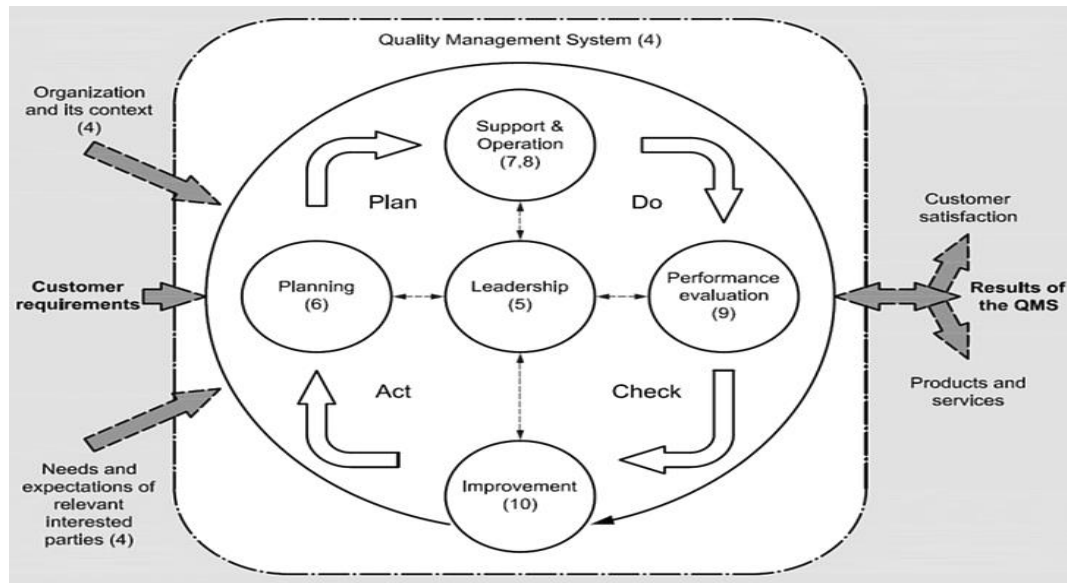 Quality Management System (4)
Organization
and its context
(4)
Support &
Operation
(7,8)
Plan
Do
Customer
satisfaction
Customer
requirements
Planning
(6)
Leadership
(5)
Performance
evaluation
(9)
Results of
the QMS
Act
Check
Products and
services
Needs and
expectations of
relevant
interested
parties (4)
Improvement
(10)